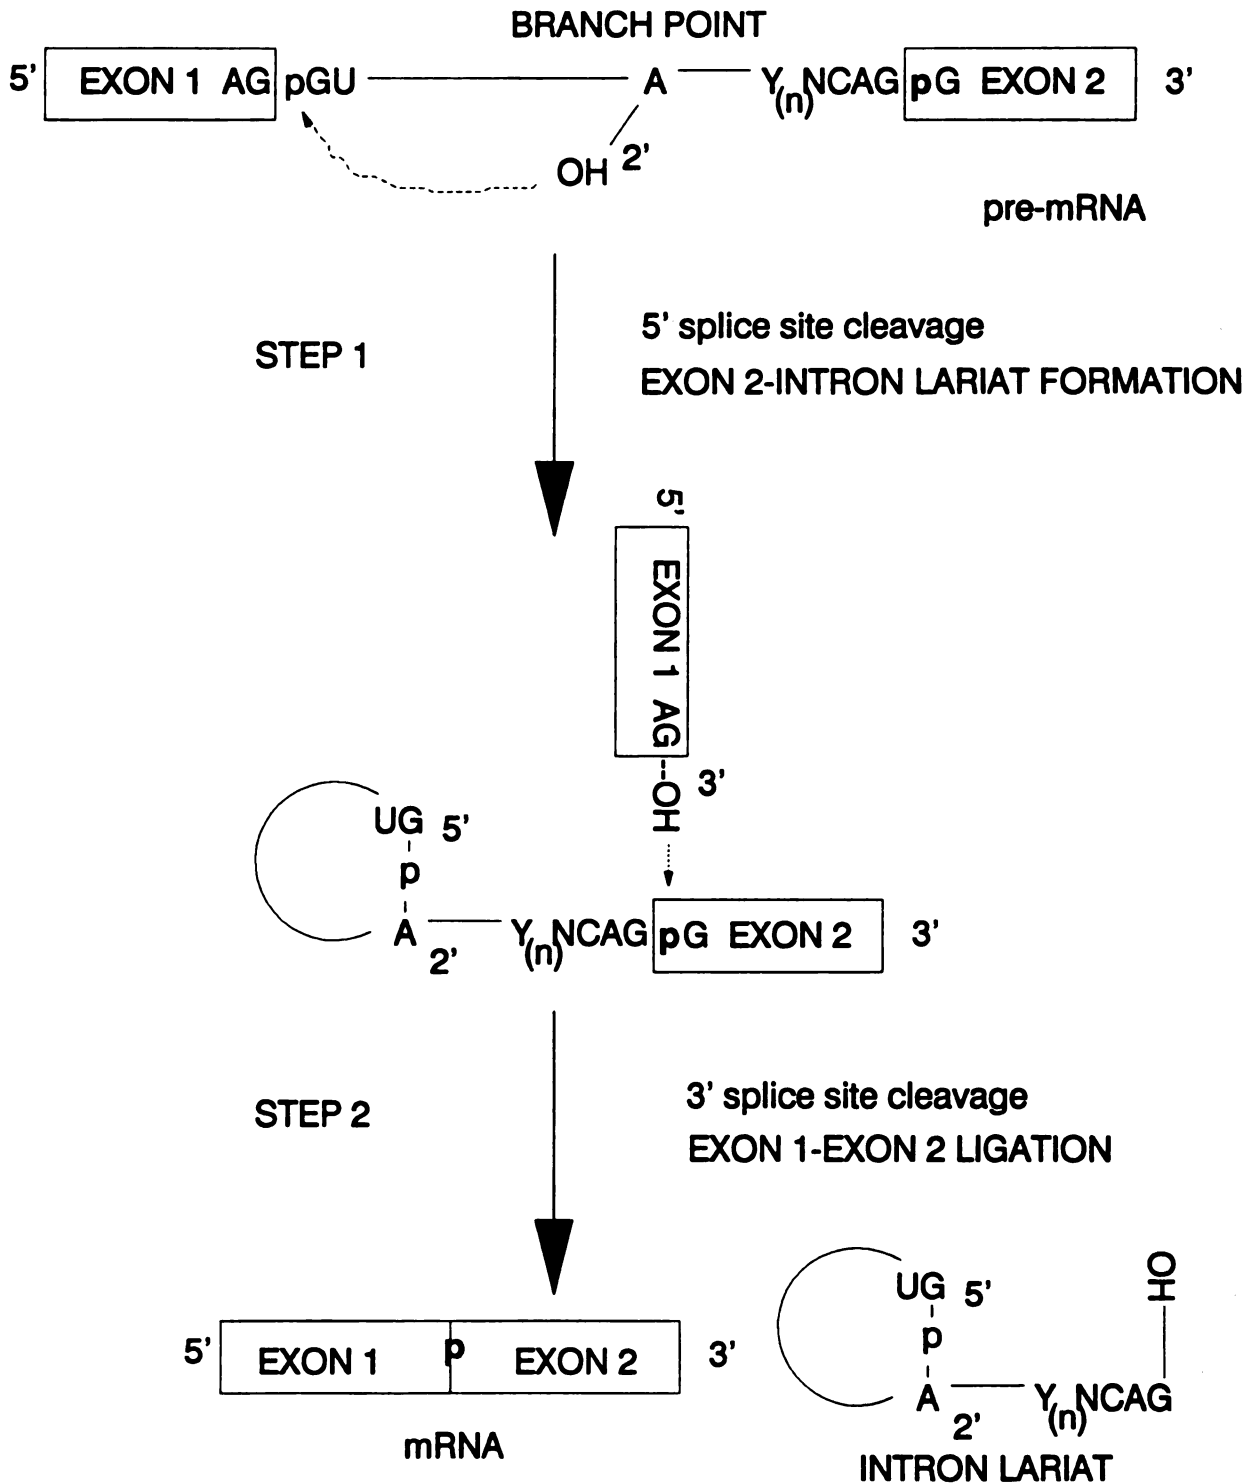 BRANCH POINT
5' EXON 1 AG pGU A Y(n)NCAG pG EXON 2 3'
OH 2'
pre-mRNA
5' splice site cleavage
STEP 1
EXON 2-INTRON LARIAT FORMATION
5'
EXON 1 AG
OH 3'
UG 5'
p
A 2' Y(n)NCAG pG EXON 2 3'
3' splice site cleavage
STEP 2
EXON 1-EXON 2 LIGATION
OH
UG 5'
p
5' EXON 1 p EXON 2 3'
A 2' Y(n)NCAG
mRNA
INTRON LARIAT